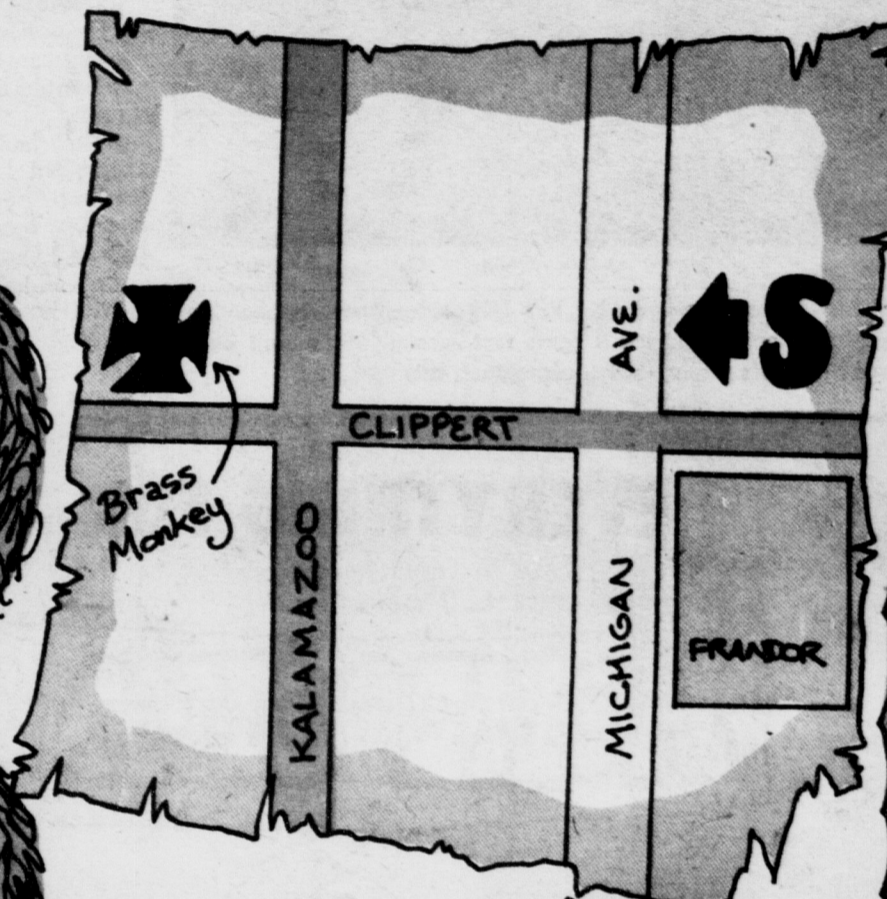 AVE.
S
CLIPPERT
Brass
Monkey
KALAMAZOO
MICHIGAN
FRANDOR